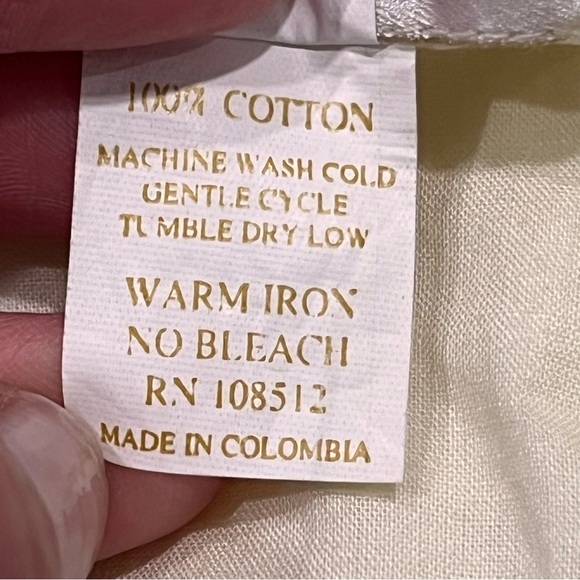 100% COTTON
MACHINE WASH COLD
GENTLE CYCLE
TUMBLE DRY LOW
WARM IRON
NO BLEACH
RN 108512
MADE IN COLOMBIA